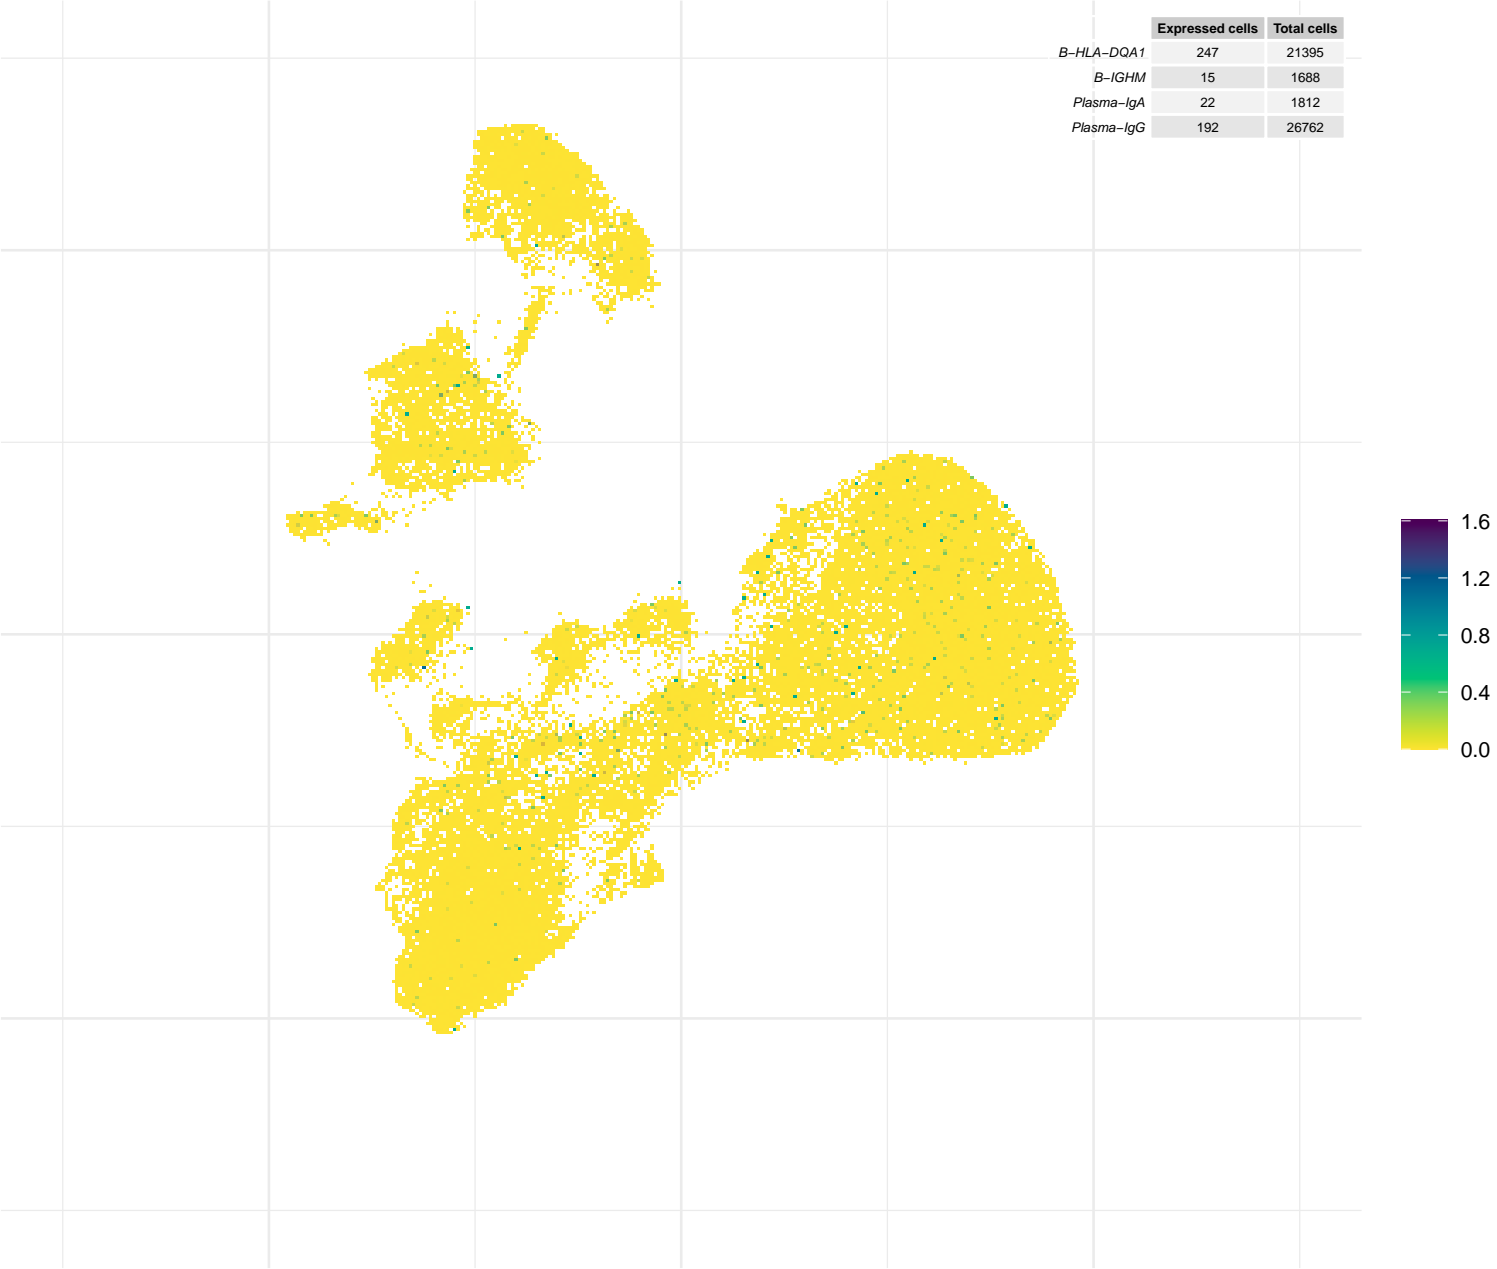 Expressed cells Total cells
B−HLA−DQA1 247 21395
B−IGHM 15 1688
Plasma−IgA 22 1812
Plasma−IgG 192 26762
1.6
1.2
0.8
0.4
0.0